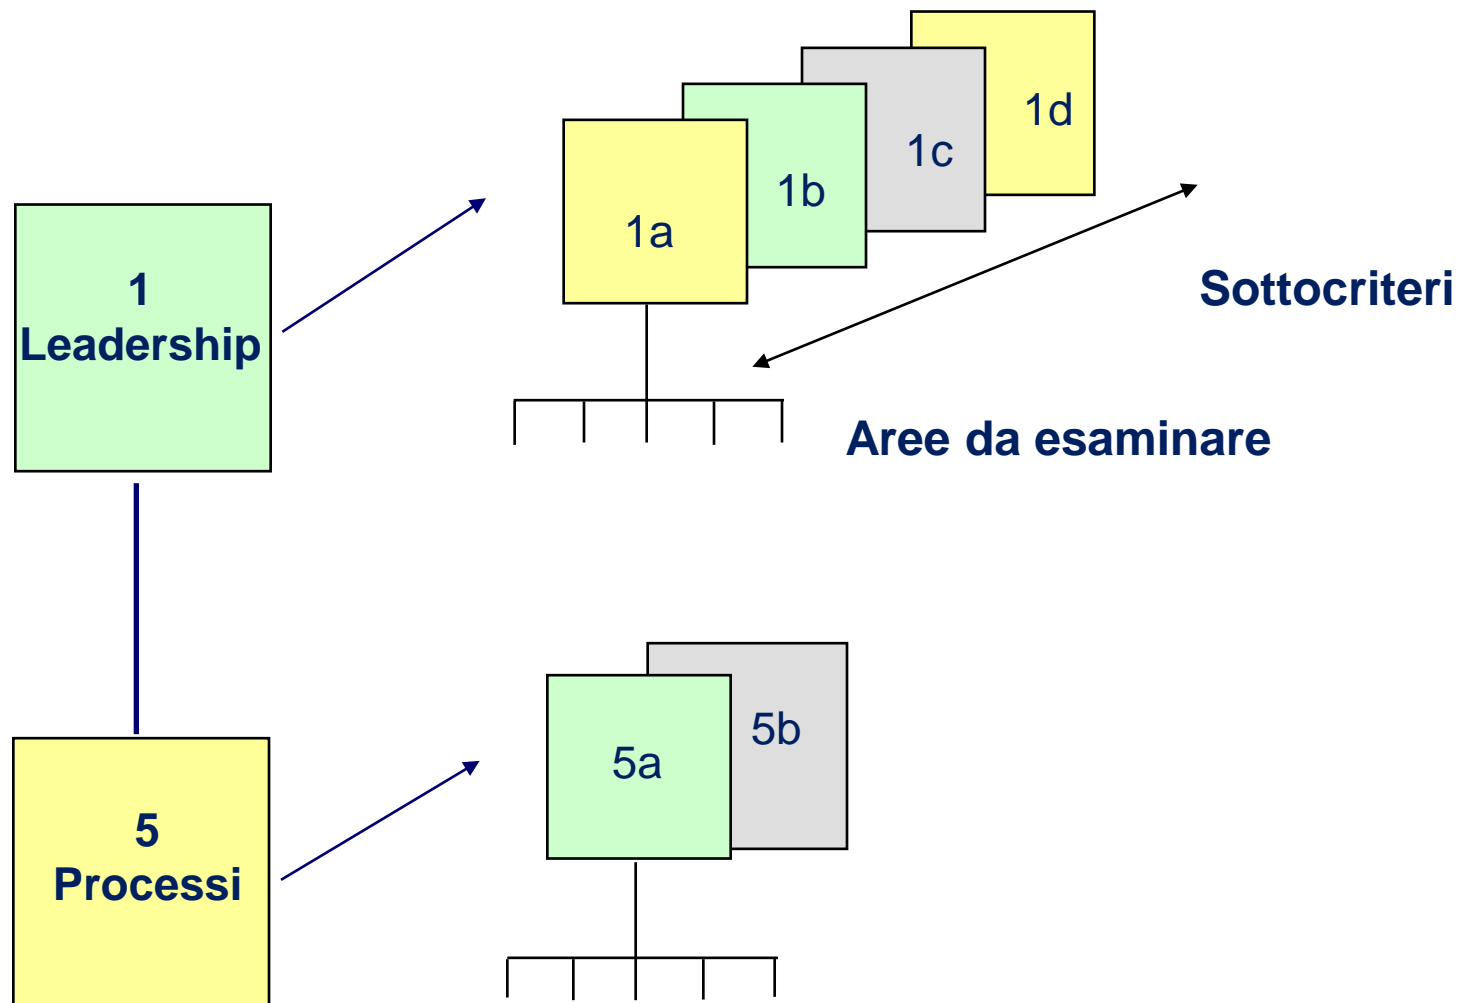 1d
1c
1b
1a
1
Leadership
Sottocriteri
Aree da esaminare
5b
5a
5
Processi